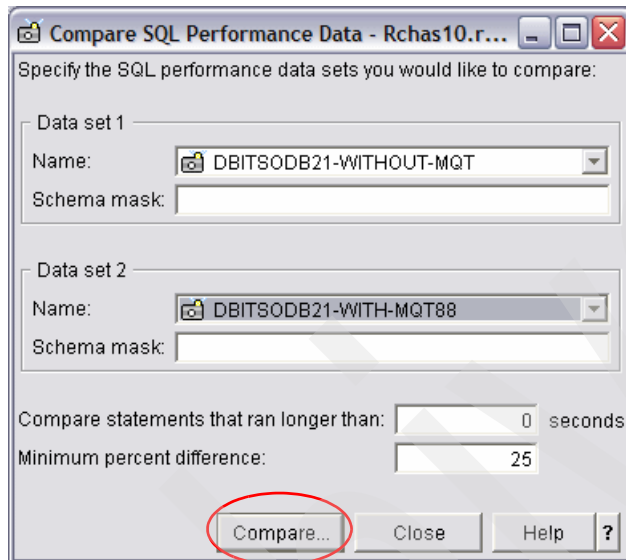 Compare SQL Performance Data - Rchas10.r...
Specify the SQL performance data sets you would like to compare:
Data set 1
Name: DBITSODB21-WITHOUT-MQT
Schema mask:
Data set 2
Name: DBITSODB21-WITH-MQT88
Schema mask:
Compare statements that ran longer than: 0 seconds
Minimum percent difference: 25
Compare... Close Help ?